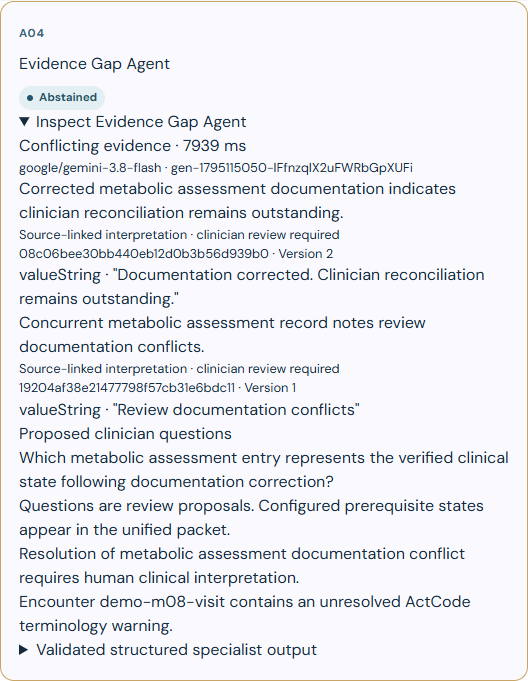 A04
Evidence Gap Agent
Abstained
▼ Inspect Evidence Gap Agent
Conflicting evidence · 7939 ms
google/gemini-3.8-flash · gen-1795115050-lFfnzqlX2uFWRbGpXUFi
Corrected metabolic assessment documentation indicates
clinician reconciliation remains outstanding.
Source-linked interpretation · clinician review required
08c06bee30bb440eb12d0b3b56d939b0 · Version 2
valueString · "Documentation corrected. Clinician reconciliation
remains outstanding."
Concurrent metabolic assessment record notes review
documentation conflicts.
Source-linked interpretation · clinician review required
19204af38e21477798f57cb31e6bdc11 · Version 1
valueString · "Review documentation conflicts"
Proposed clinician questions
Which metabolic assessment entry represents the verified clinical
state following documentation correction?
Questions are review proposals. Configured prerequisite states
appear in the unified packet.
Resolution of metabolic assessment documentation conflict
requires human clinical interpretation.
Encounter demo-m08-visit contains an unresolved ActCode
terminology warning.
▶ Validated structured specialist output